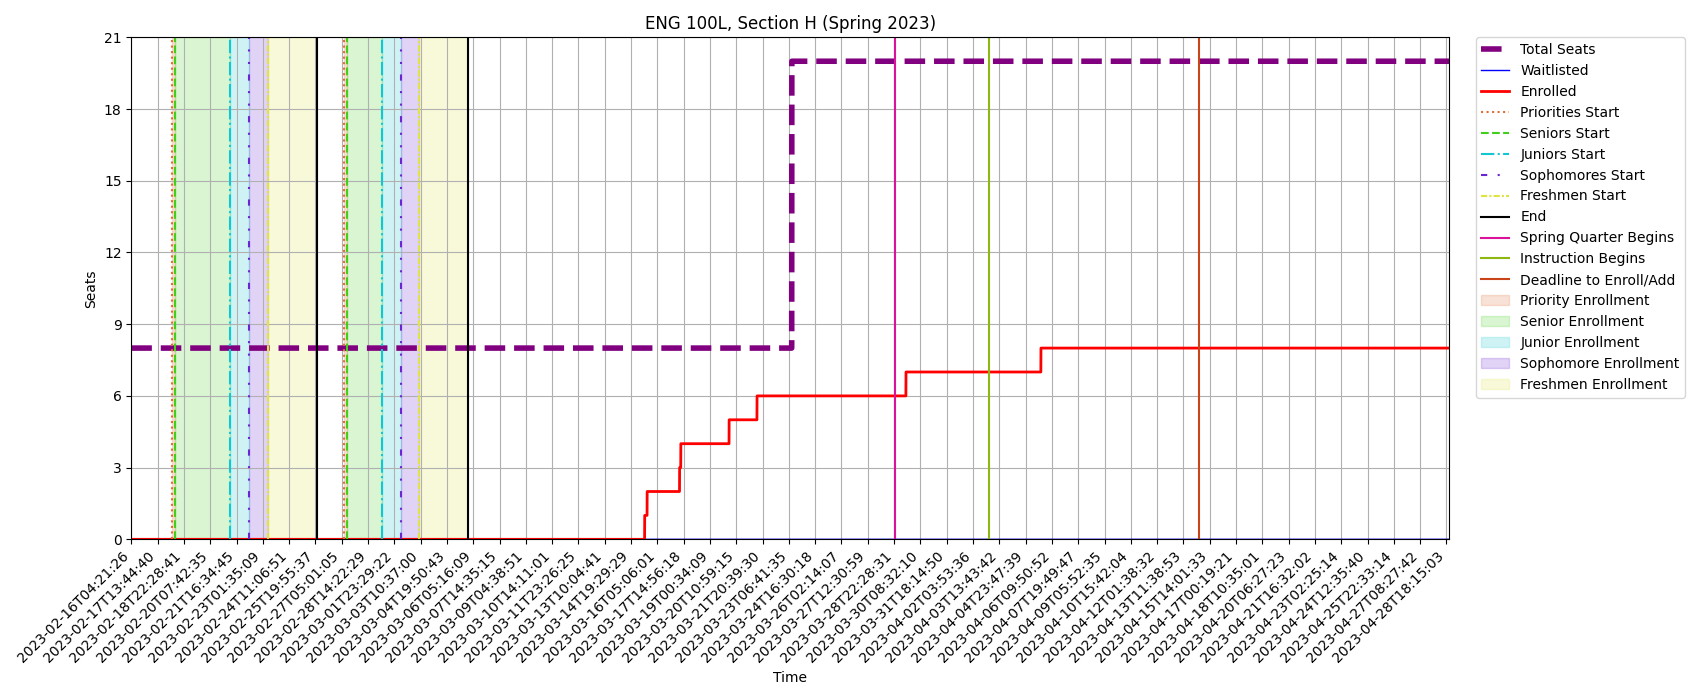 ENG 100L, Section H (Spring 2023)
Seats
21
18
15
12
9
6
3
0
2023-02-16T04:21:26
2023-02-17T13:44:40
2023-02-18T22:28:41
2023-02-20T07:42:35
2023-02-21T16:34:45
2023-02-23T01:35:09
2023-02-24T11:06:51
2023-02-25T19:55:37
2023-02-27T05:01:05
2023-02-28T14:22:29
2023-03-01T23:29:22
2023-03-03T10:37:00
2023-03-04T19:50:43
2023-03-06T05:16:09
2023-03-07T14:35:15
2023-03-09T04:38:51
2023-03-10T14:11:01
2023-03-11T23:26:25
2023-03-13T10:04:41
2023-03-14T19:29:29
2023-03-16T05:06:01
2023-03-17T14:56:18
2023-03-19T00:34:09
2023-03-20T10:59:15
2023-03-21T20:39:30
2023-03-23T06:41:35
2023-03-24T16:30:18
2023-03-26T02:14:07
2023-03-27T12:30:59
2023-03-28T22:28:31
2023-03-30T08:32:10
2023-03-31T18:14:50
2023-04-02T03:53:36
2023-04-03T13:43:42
2023-04-04T23:47:39
2023-04-06T09:50:52
2023-04-07T19:49:47
2023-04-09T05:52:35
2023-04-10T15:42:04
2023-04-12T01:38:32
2023-04-13T11:38:53
2023-04-15T14:01:33
2023-04-17T00:19:21
2023-04-18T10:35:01
2023-04-20T06:27:23
2023-04-21T16:32:02
2023-04-23T02:25:14
2023-04-24T12:35:40
2023-04-25T22:33:14
2023-04-27T08:27:42
2023-04-28T18:15:03
Time
Total Seats
Waitlisted
Enrolled
Priorities Start
Seniors Start
Juniors Start
Sophomores Start
Freshmen Start
End
Spring Quarter Begins
Instruction Begins
Deadline to Enroll/Add
Priority Enrollment
Senior Enrollment
Junior Enrollment
Sophomore Enrollment
Freshmen Enrollment